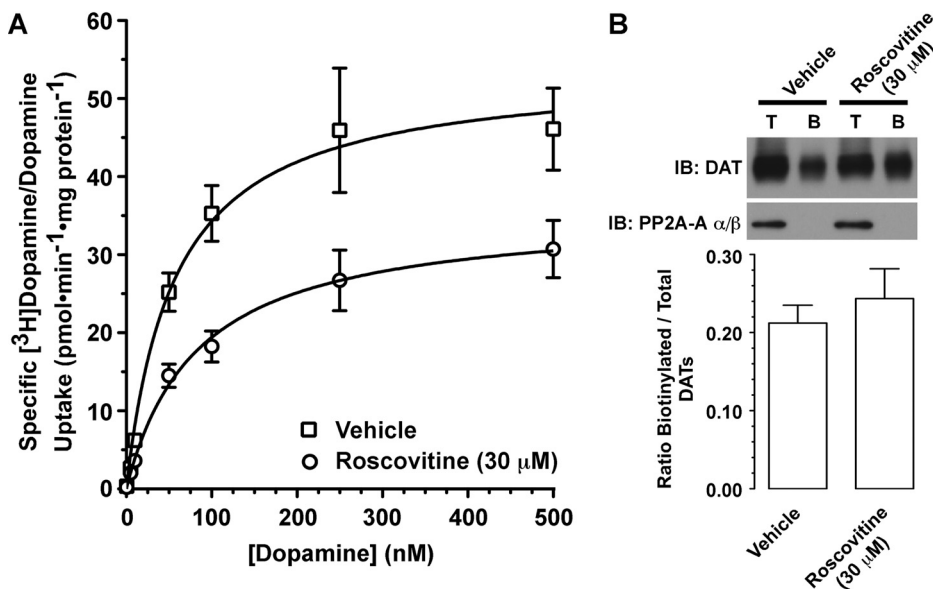 A
Specific [³H]Dopamine/Dopamine
Uptake (pmol•min⁻¹•mg protein⁻¹)
60
50
40
30
20
10
0
0
100
200
300
400
500
[Dopamine] (nM)
Vehicle
Roscovitine (30 μM)
B
Vehicle
Roscovitine
(30 μM)
T
B
T
B
IB: DAT
IB: PP2A-A α/β
Ratio Biotinylated / Total
DATs
0.30
0.20
0.10
0.00
Vehicle
Roscovitine
(30 μM)